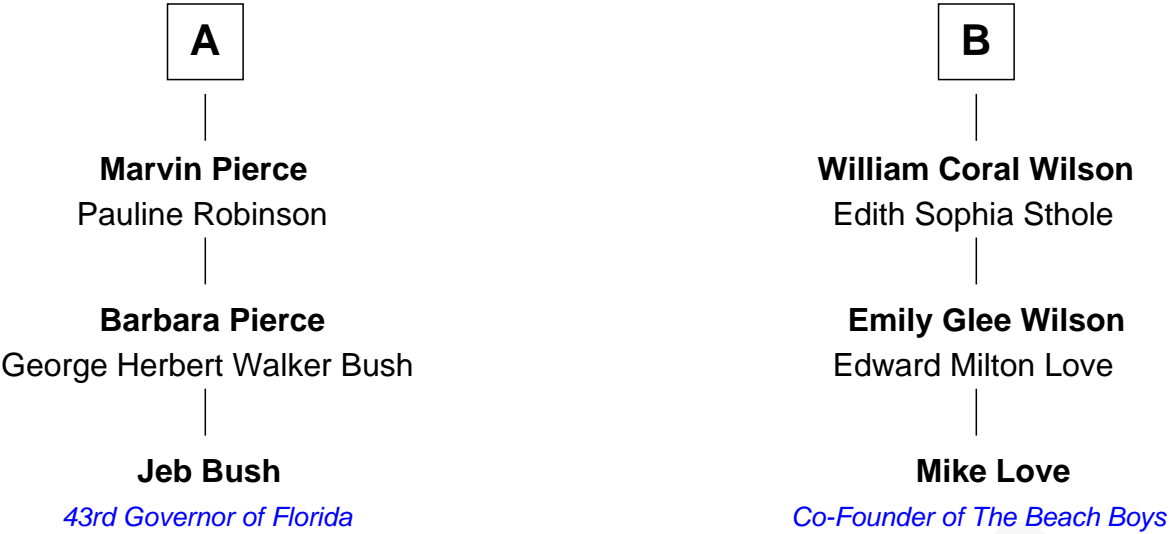 A
Marvin Pierce
Pauline Robinson
Barbara Pierce
George Herbert Walker Bush
Jeb Bush
43rd Governor of Florida
B
William Coral Wilson
Edith Sophia Sthole
Emily Glee Wilson
Edward Milton Love
Mike Love
Co-Founder of The Beach Boys